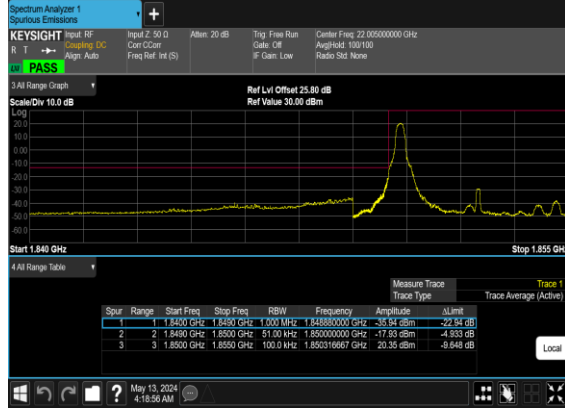 Spectrum Analyzer 1
Spurious Emissions
KEYSIGHT Input: RF Input Z: 50 Ω Atten: 20 dB Trig: Free Run Center Freq: 22.005000000 GHz
R T Coupling: DC Corr CCorr Gate: Off Avg|Hold: 100/100
Align: Auto Freq Ref: Int (S) IF Gain: Low Radio Std: None
PASS
3 All Range Graph
Ref Lvl Offset 25.80 dB
Scale/Div 10.0 dB Ref Value 30.00 dBm
Log
20.0
10.0
0.00
-10.0
-20.0
-30.0
-40.0
-50.0
-60.0
Start 1.840 GHz Stop 1.855 GH
4 All Range Table
Measure Trace Trace 1
Trace Type Trace Average (Active)
Spur Range Start Freq Stop Freq RBW Frequency Amplitude ΔLimit
1 1 1.8400 GHz 1.8490 GHz 1.000 MHz 1.848880000 GHz -35.94 dBm -22.94 dB
2 2 1.8490 GHz 1.8500 GHz 51.00 kHz 1.850000000 GHz -17.93 dBm -4.933 dB
3 3 1.8500 GHz 1.8550 GHz 100.0 kHz 1.850316667 GHz 20.35 dBm -9.648 dB
Local
? May 13, 2024
4:18:56 AM